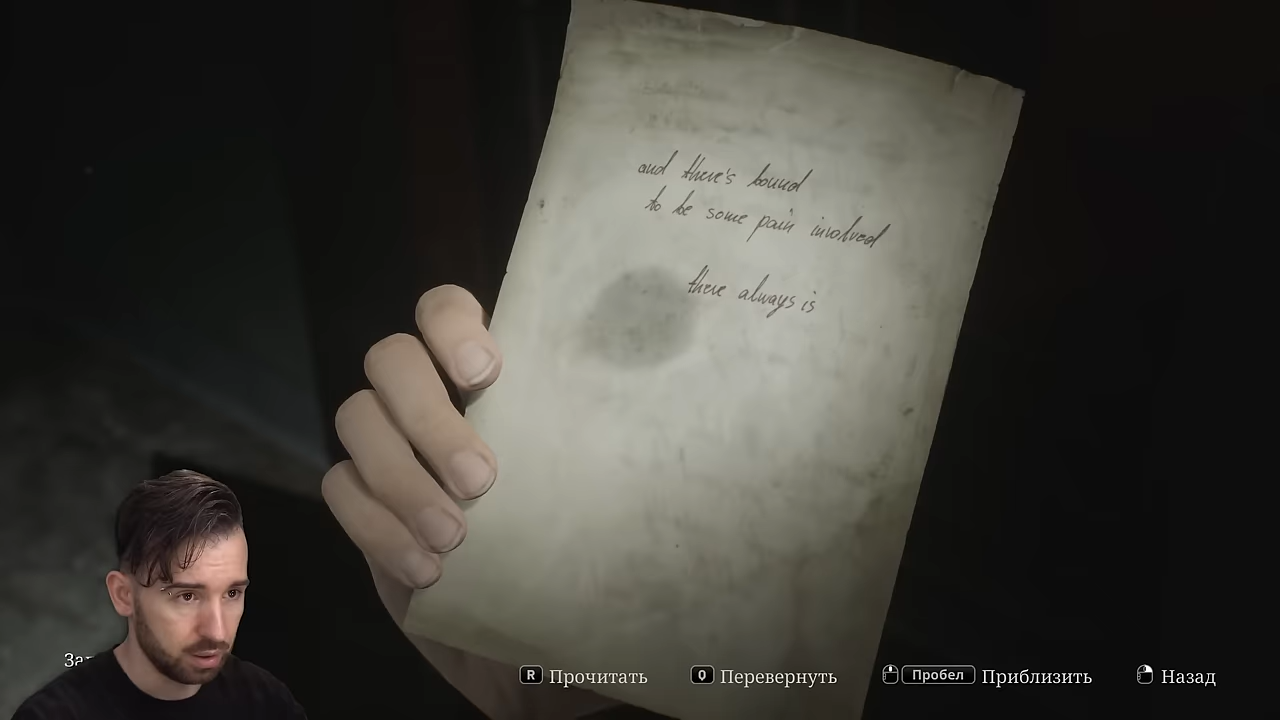 and there's bound
to be some pain involved
there always is
R Прочитать
Q Перевернуть
Пробел Приблизить
Назад